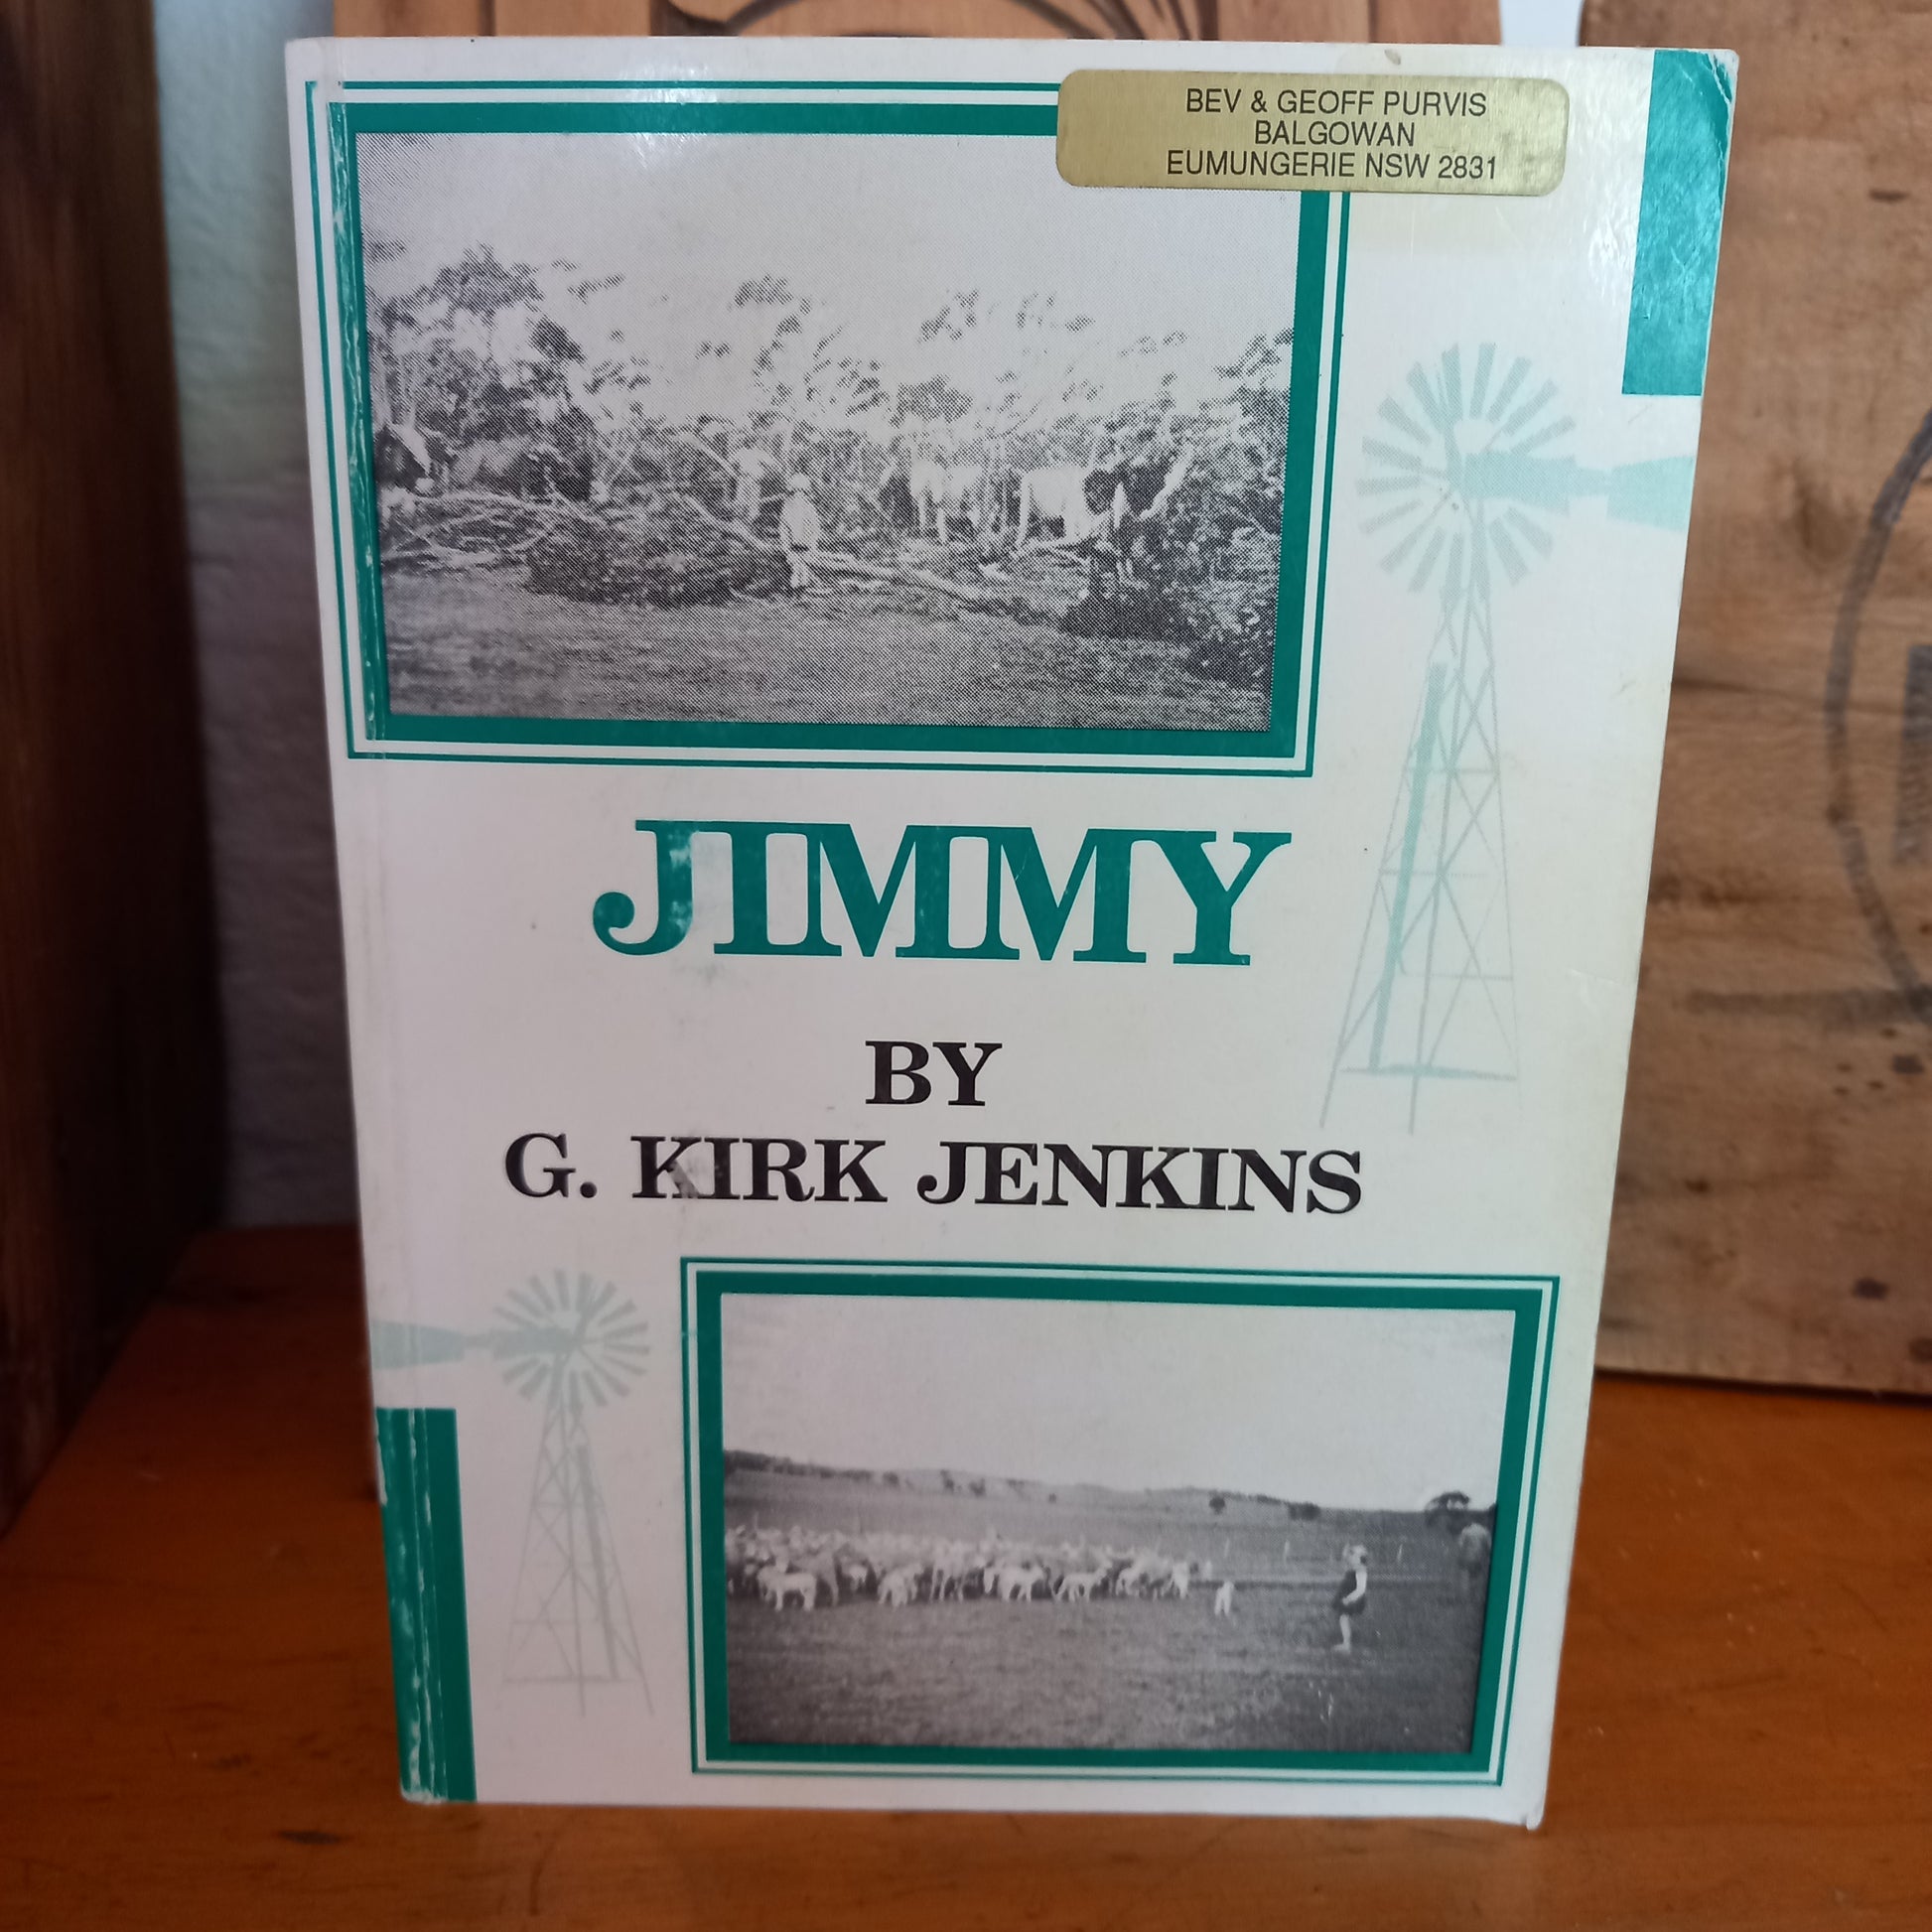 BEV & GEOFF PURVIS
BALGOWAN
EUMUNGERIE NSW 2831
JIMMY
BY
G. KIRK JENKINS